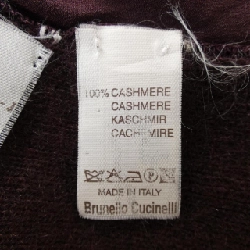 100% CASHMERE
CASHMERE
KASCHMIR
CACHEMIRE
MADE IN ITALY
Brunello Cucinelli